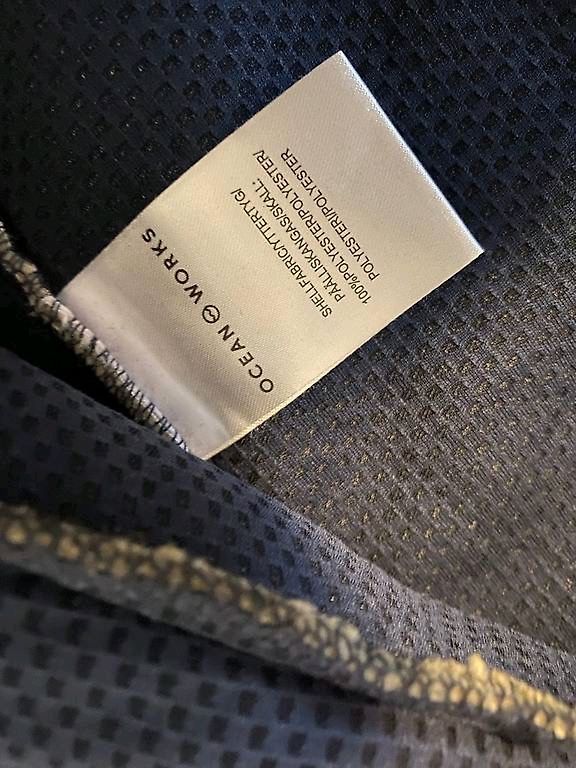 OCEAN WORKS
SHELLFABRIC/YTTERTYG/
PÄÄLLISKANGAS/SKALL:
100%POLYESTER/POLYESTER/
POLYESTER/POLYESTER